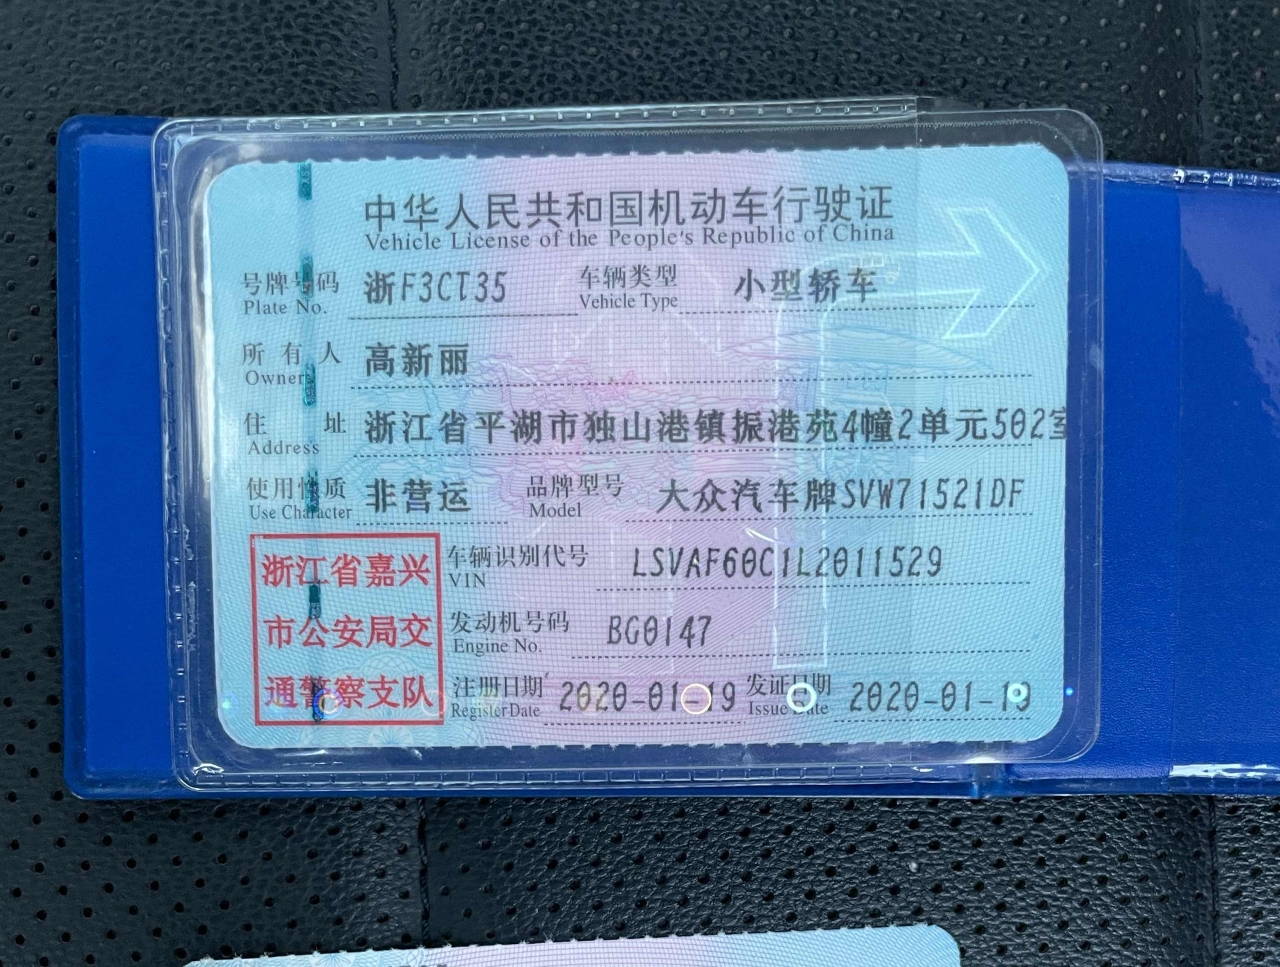 中华人民共和国机动车行驶证
Vehicle License of the People's Republic of China
号牌号码 浙F3CT35 车辆类型 小型轿车
Plate No. Vehicle Type
所有人 高新丽
Owner
住址 浙江省平湖市独山港镇振港苑4幢2单元502室
Address
使用性质 非营运 品牌型号 大众汽车牌SVW71521DF
Use Character Model
浙江省嘉兴
市公安局交
通警察支队
车辆识别代号 LSVAF60C1L2011529
VIN
发动机号码 BG0147
Engine No.
注册日期 2020-01-19 发证日期 2020-01-19
Register Date Issue Date